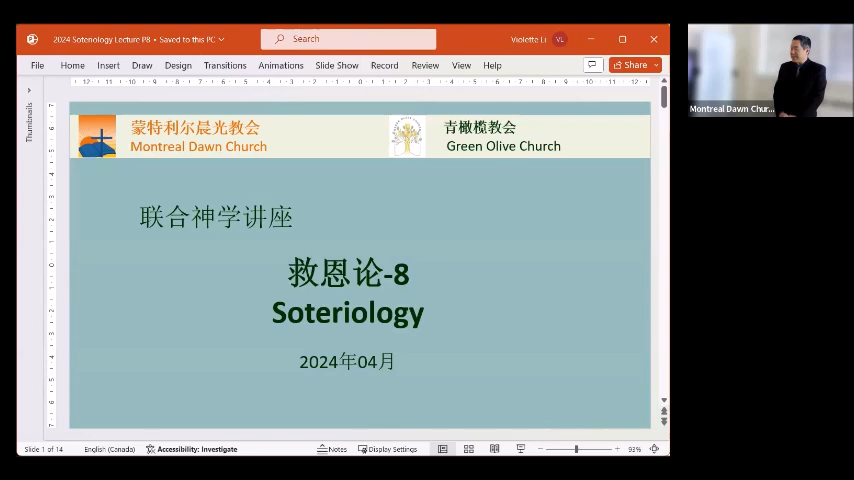 2024 Sotenology Lecture P8 • Saved to this PC
Search
Violette Li
VL
File Home Insert Draw Design Transitions Animations Slide Show Record Review View Help
Share
Thumbnails
蒙特利尔晨光教会
Montreal Dawn Church
青橄榄教会
Green Olive Church
联合神学讲座
救恩论-8
Soteriology
2024年04月
Slide 1 of 14
English (Canada)
Accessibility: Investigate
Notes
Display Settings
93%
Montreal Dawn Chur...